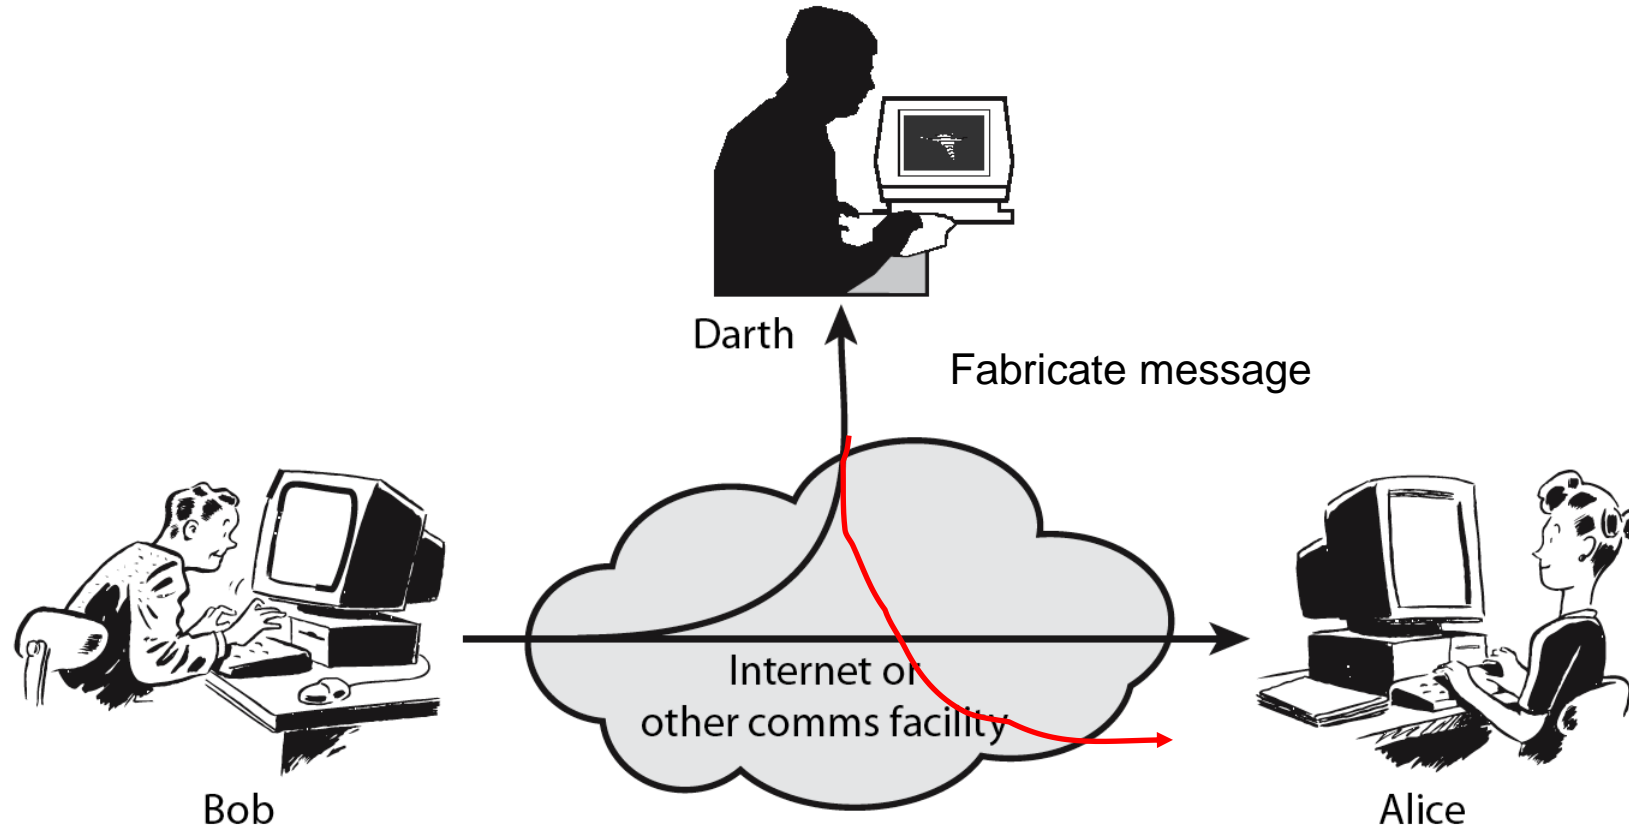 Darth
Fabricate message
Internet or
other comms facility
Bob
Alice